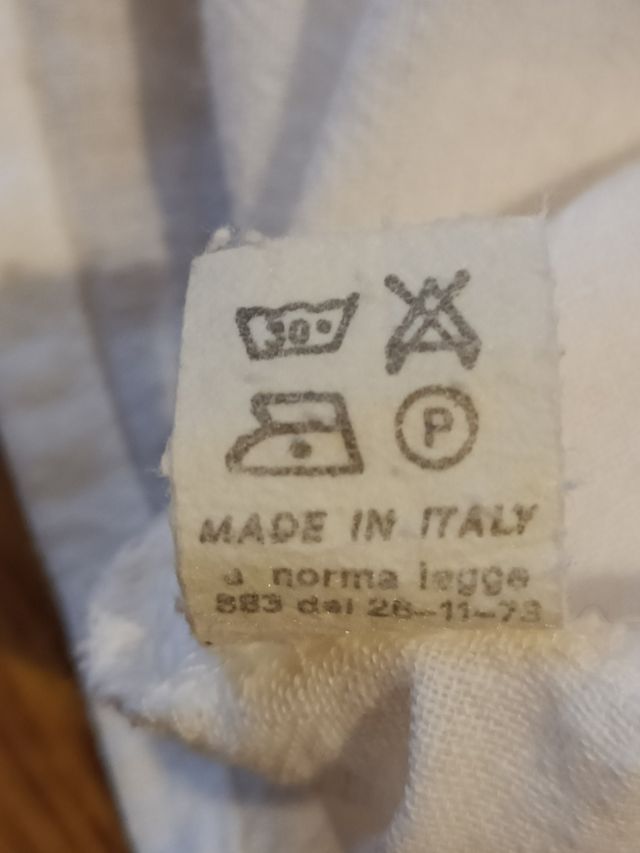 30°
P
MADE IN ITALY
a norma legge
883 del 26-11-73